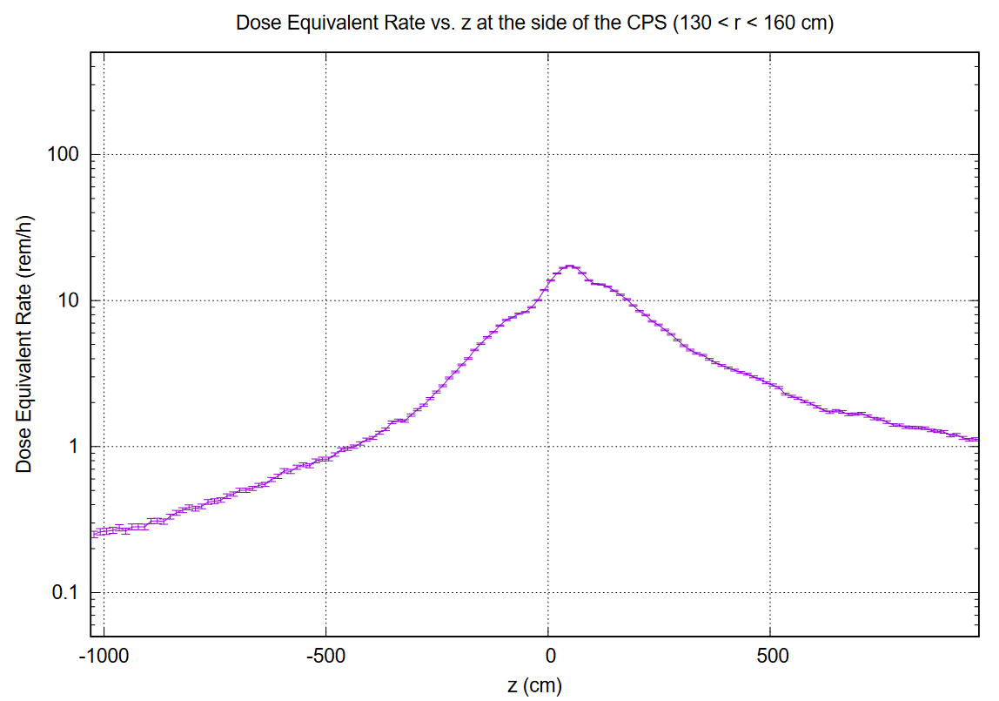 Dose Equivalent Rate vs. z at the side of the CPS (130 < r < 160 cm)
Dose Equivalent Rate (rem/h)
100
10
1
0.1
-1000 -500 0 500
z (cm)